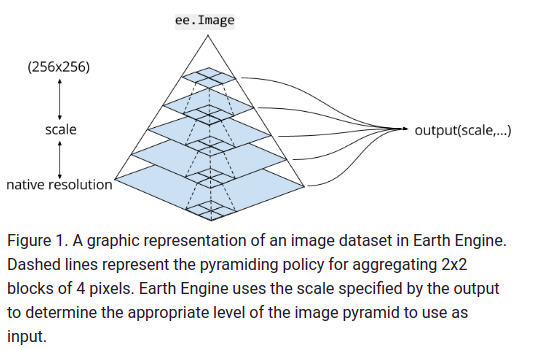 ee.Image
(256x256)
scale
output(scale,...)
native resolution
Figure 1. A graphic representation of an image dataset in Earth Engine.
Dashed lines represent the pyramiding policy for aggregating 2x2
blocks of 4 pixels. Earth Engine uses the scale specified by the output
to determine the appropriate level of the image pyramid to use as
input.